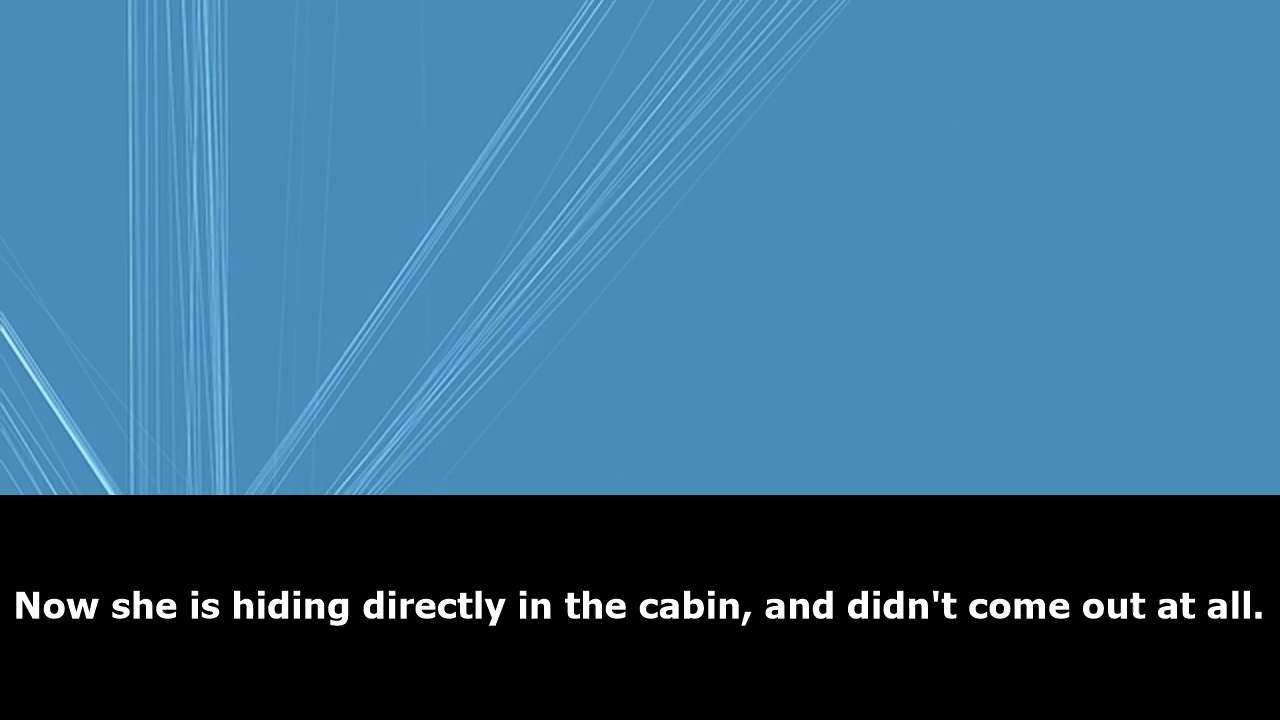 Now she is hiding directly in the cabin, and didn't come out at all.